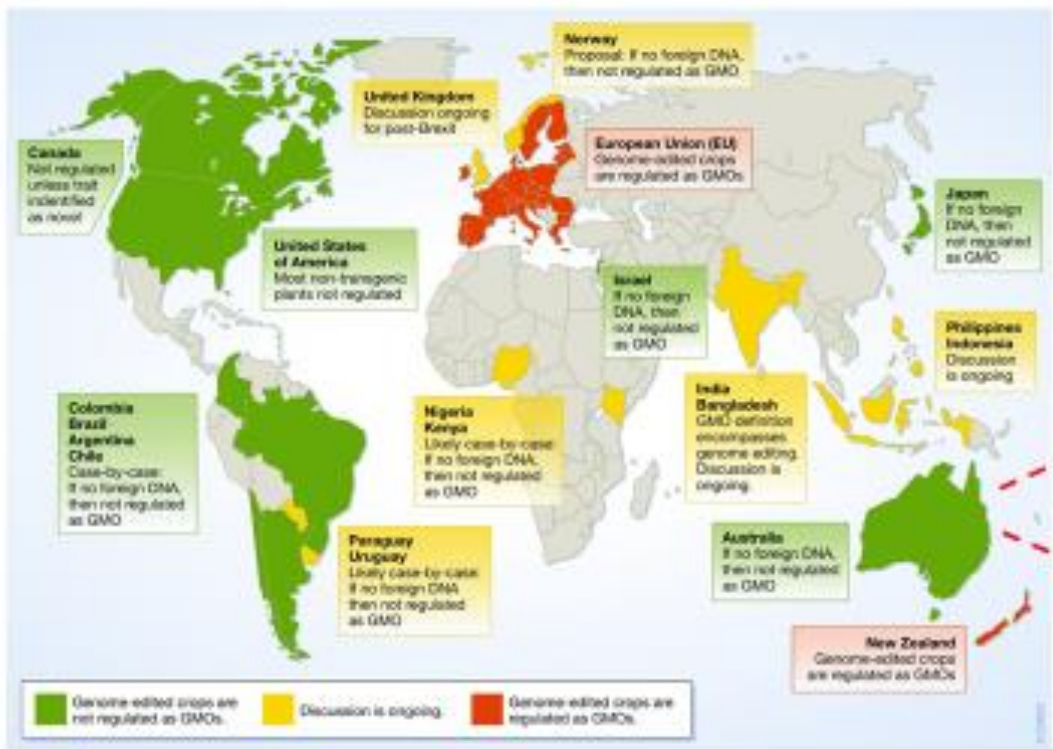 Norway
Proposal: If no foreign DNA,
then not regulated as GMO
United Kingdom
Discussion ongoing
for post-Brexit
European Union (EU)
Genome-edited crops
are regulated as GMOs
Canada
Not regulated
unless trait
indentified
as novel
United States
of America
Most non-transgenic
plants not regulated
Japan
If no foreign
DNA, then
not regulated
as GMO
Israel
If no foreign
DNA, then
not regulated
as GMO
Philippines
Indonesia
Discussion
is ongoing
Colombia
Brazil
Argentina
Chile
Case-by-case:
If no foreign DNA,
then not regulated
as GMO
Nigeria
Kenya
Likely case-by-case:
If no foreign DNA,
then not regulated
as GMO
India
Bangladesh
GMO definition
encompasses
genome editing.
Discussion is
ongoing.
Paraguay
Uruguay
Likely case-by-case:
If no foreign DNA
then not regulated
as GMO
Australia
If no foreign DNA,
then not regulated
as GMO
New Zealand
Genome-edited crops
are regulated as GMOs
Genome-edited crops are
not regulated as GMOs.
Discussion is ongoing.
Genome-edited crops are
regulated as GMOs.